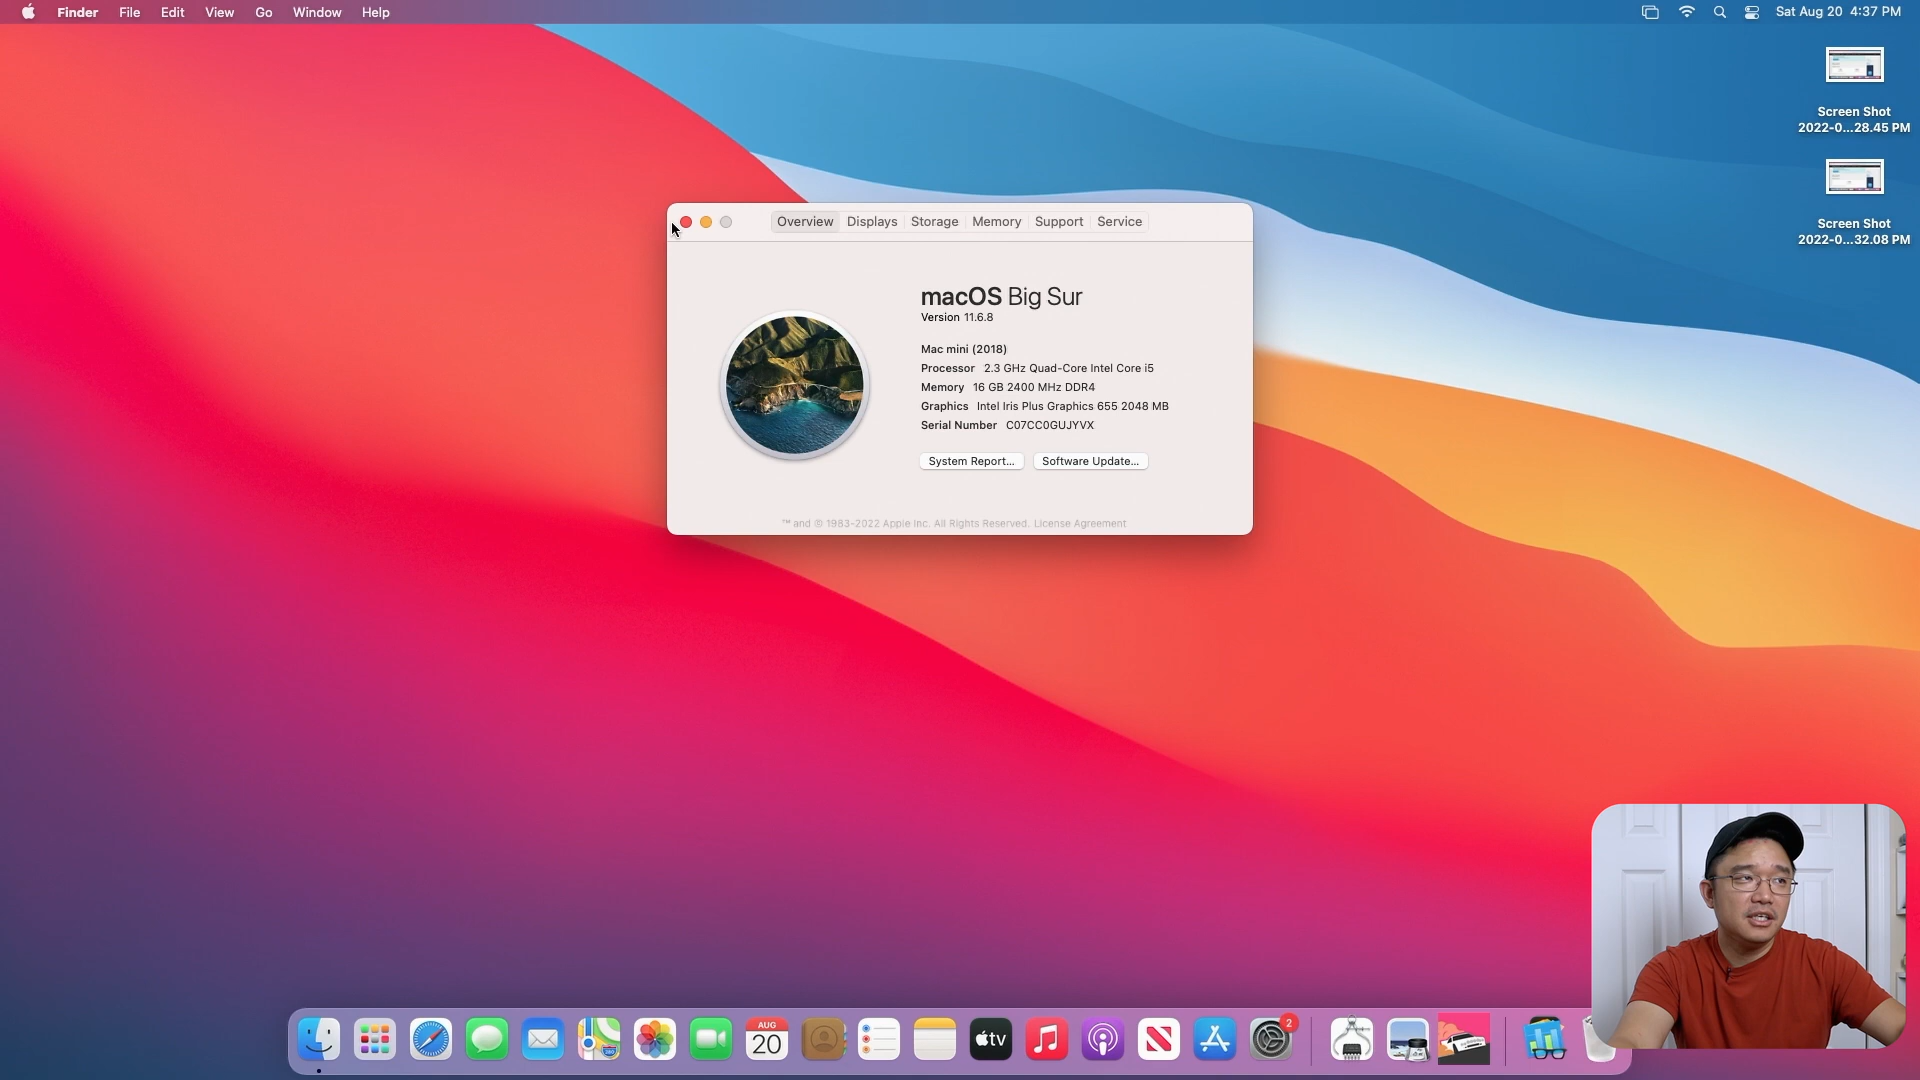 Finder File Edit View Go Window Help
Sat Aug 20 4:37 PM
Screen Shot
2022-0...28.45 PM
Screen Shot
2022-0...32.08 PM
Overview Displays Storage Memory Support Service
macOS Big Sur
Version 11.6.8
Mac mini (2018)
Processor 2.3 GHz Quad-Core Intel Core i5
Memory 16 GB 2400 MHz DDR4
Graphics Intel Iris Plus Graphics 655 2048 MB
Serial Number C07CC0GUJYVX
System Report... Software Update...
™ and © 1983-2022 Apple Inc. All Rights Reserved. License Agreement
AUG
20
tv
2
280